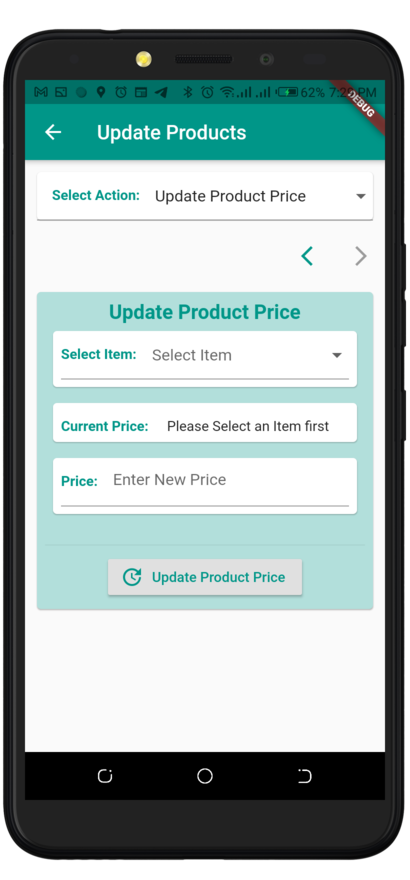 62% 7:2 PM
DEBUG
Update Products
Select Action: Update Product Price
Update Product Price
Select Item: Select Item
Current Price: Please Select an Item first
Price: Enter New Price
Update Product Price